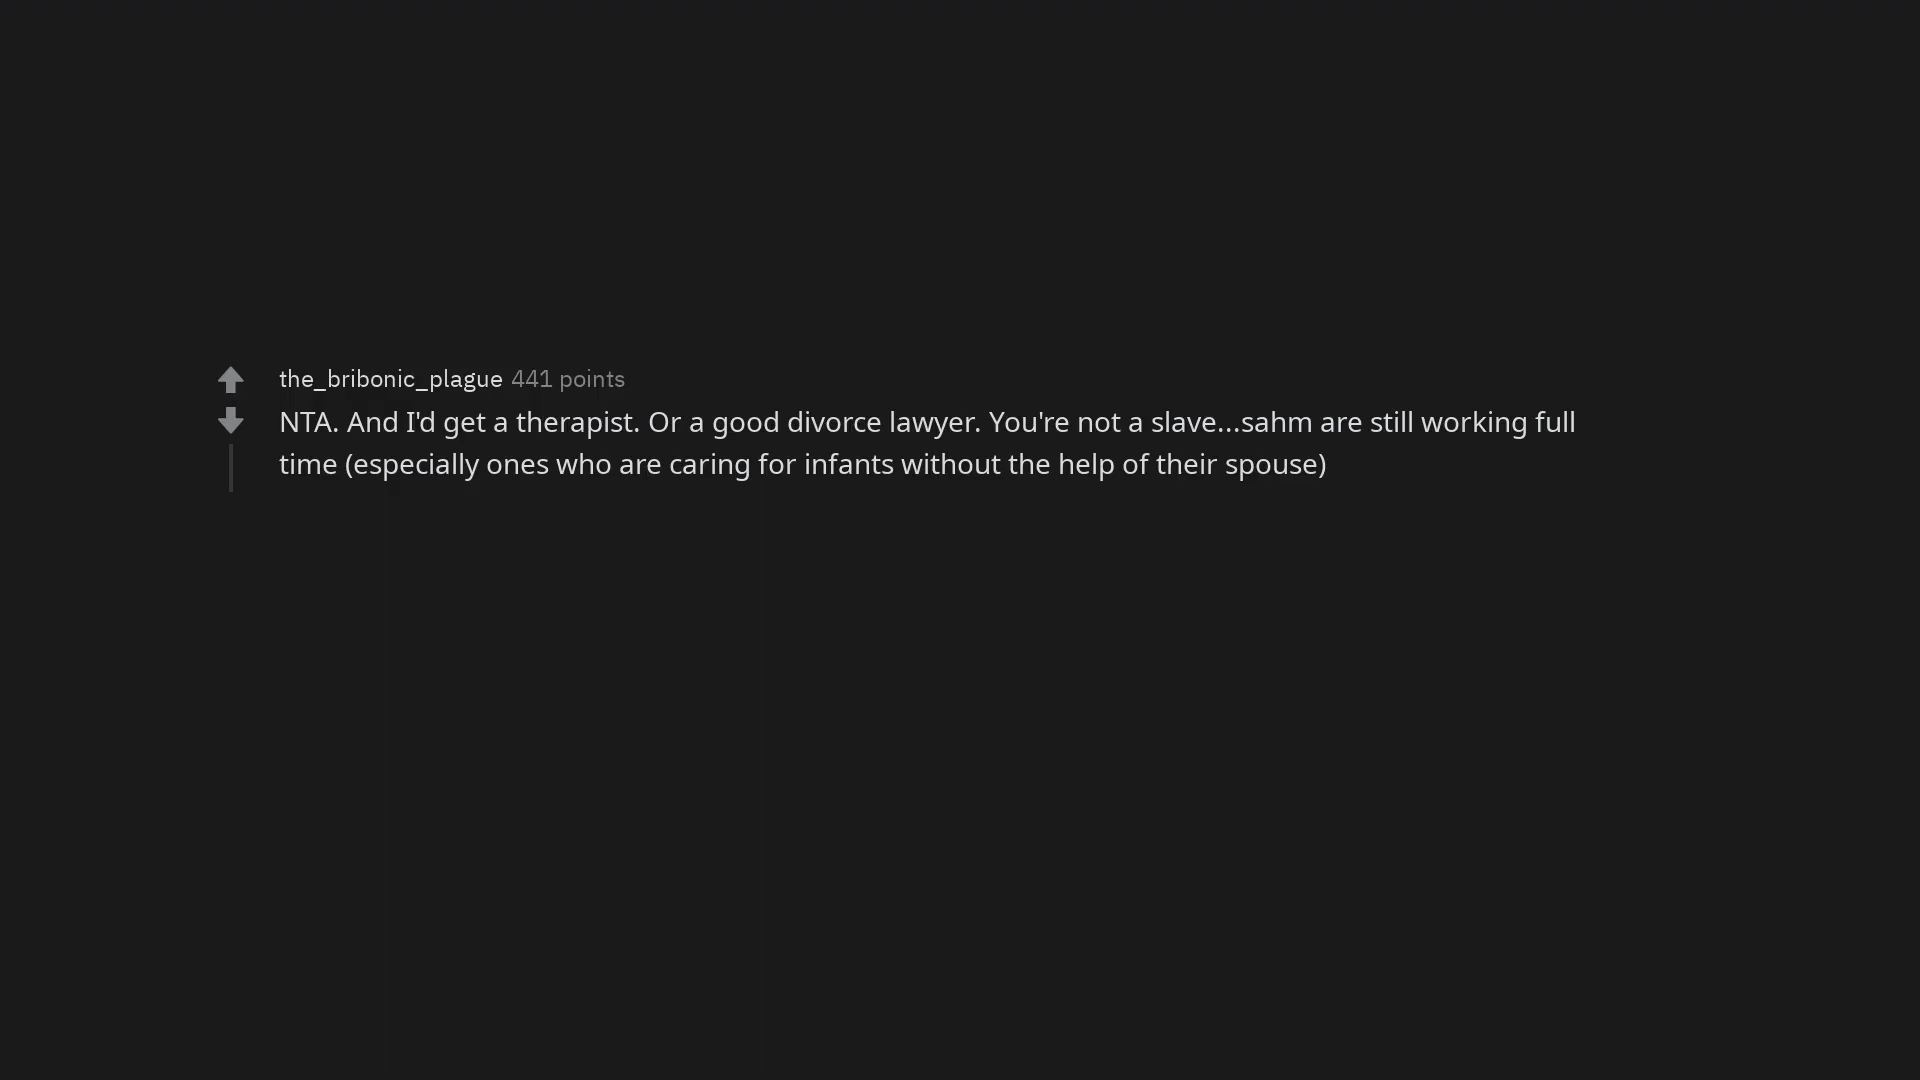 the_bribonic_plague 441 points
NTA. And I'd get a therapist. Or a good divorce lawyer. You're not a slave...sahm are still working full
time (especially ones who are caring for infants without the help of their spouse)